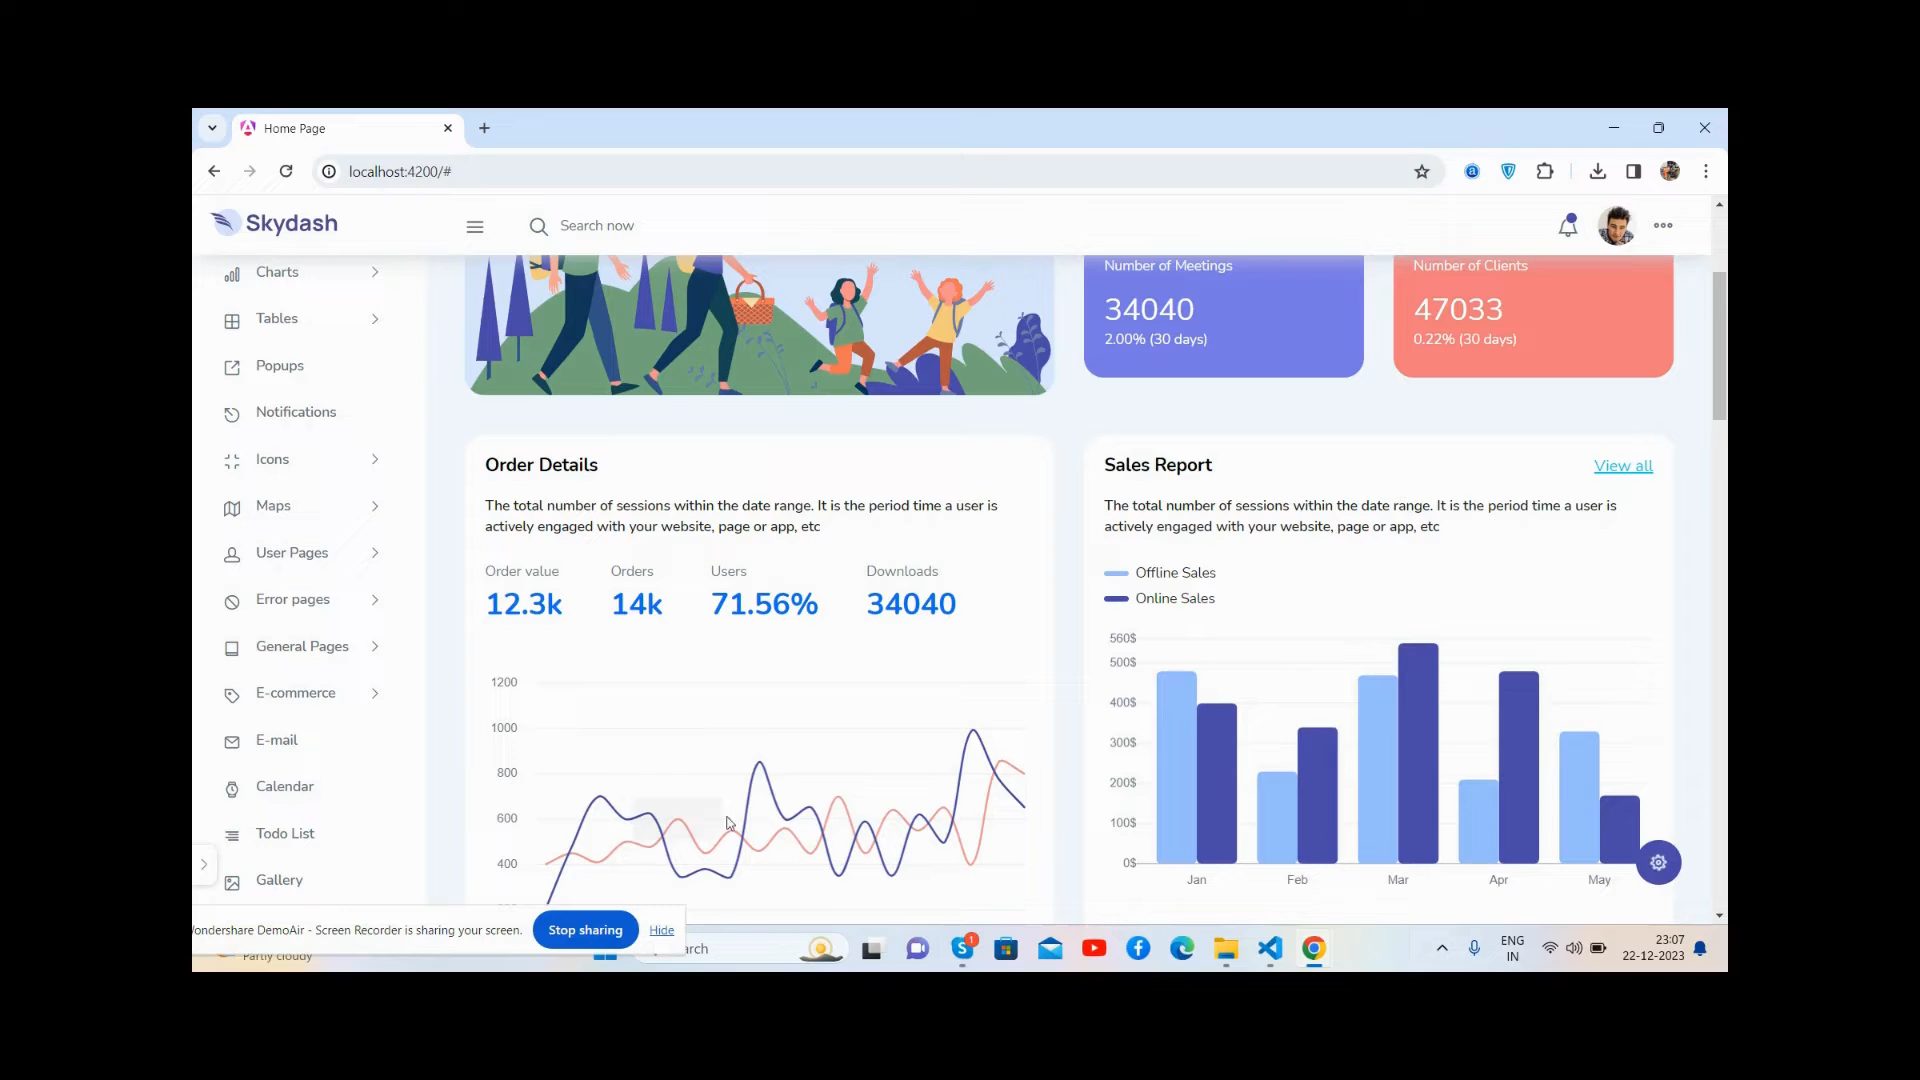 Home Page
localhost:4200/#
Skydash
Search now
Charts
Tables
Popups
Notifications
Icons
Maps
User Pages
Error pages
General Pages
E-commerce
E-mail
Calendar
Todo List
Gallery
Number of Meetings
34040
2.00% (30 days)
Number of Clients
47033
0.22% (30 days)
Order Details
The total number of sessions within the date range. It is the period time a user is
actively engaged with your website, page or app, etc
Order value
12.3k
Orders
14k
Users
71.56%
Downloads
34040
1200
1000
800
600
400
Sales Report
View all
The total number of sessions within the date range. It is the period time a user is
actively engaged with your website, page or app, etc
Offline Sales
Online Sales
560$
500$
400$
300$
200$
100$
0$
Jan Feb Mar Apr May
ondershare DemoAir - Screen Recorder is sharing your screen.
Stop sharing
Hide
Partly cloudy
rch
1
ENG
IN
23:07
22-12-2023